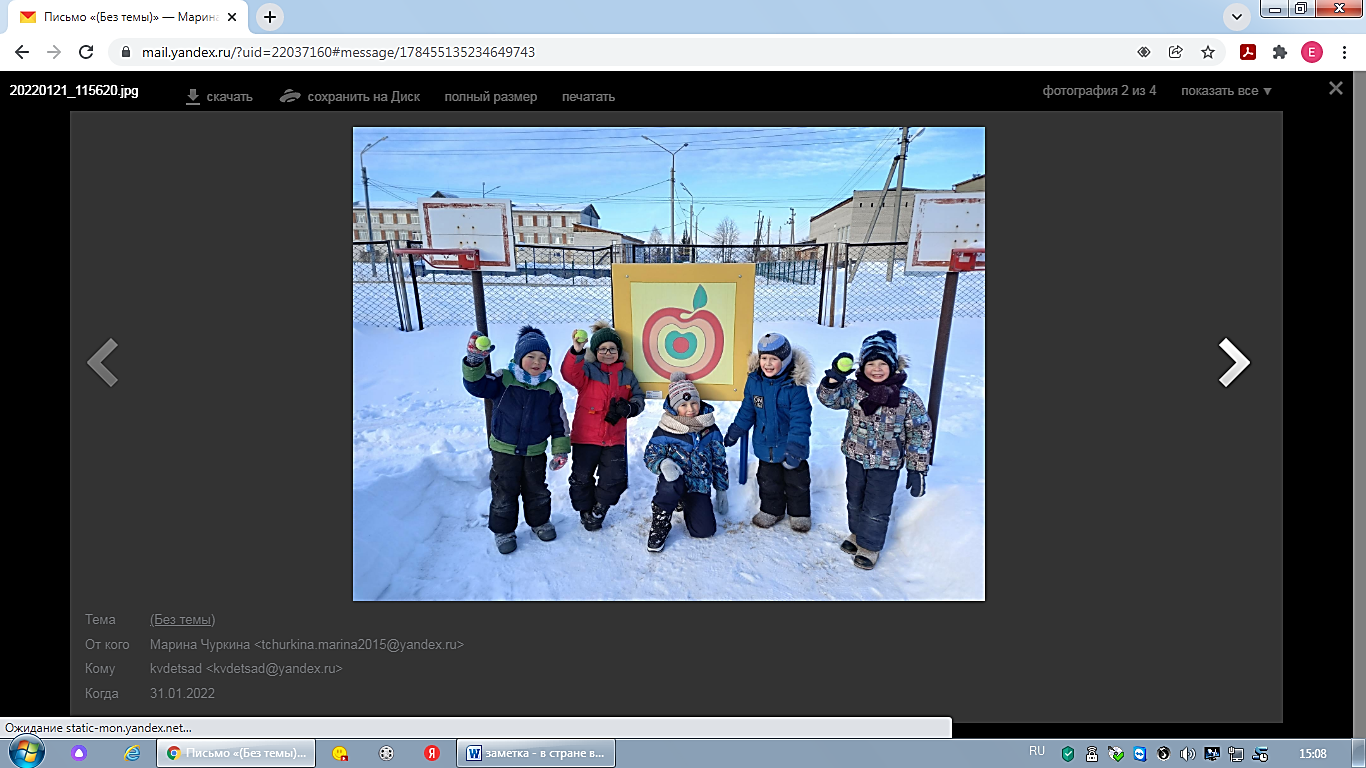 Письмо «(Без темы)» — Марина
mail.yandex.ru/?uid=22037160#message/178455135234649743
E
20220121_115620.jpg
скачать
сохранить на Диск
полный размер
печатать
фотография 2 из 4
показать все
Тема (Без темы)
От кого Марина Чуркина <tchurkina.marina2015@yandex.ru>
Кому kvdetsad <kvdetsad@yandex.ru>
Когда 31.01.2022
Ожидание static-mon.yandex.net...
Письмо «(Без темы)...
Я
W
заметка - в стране в...
RU
15:08